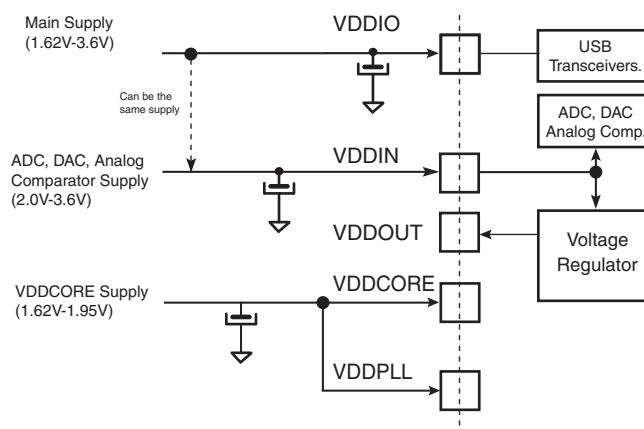 Main Supply
(1.62V-3.6V)
VDDIO
USB
Transceivers.
Can be the
same supply
ADC, DAC
Analog Comp.
ADC, DAC, Analog
Comparator Supply
(2.0V-3.6V)
VDDIN
VDDOUT
Voltage
Regulator
VDDCORE Supply
(1.62V-1.95V)
VDDCORE
VDDPLL